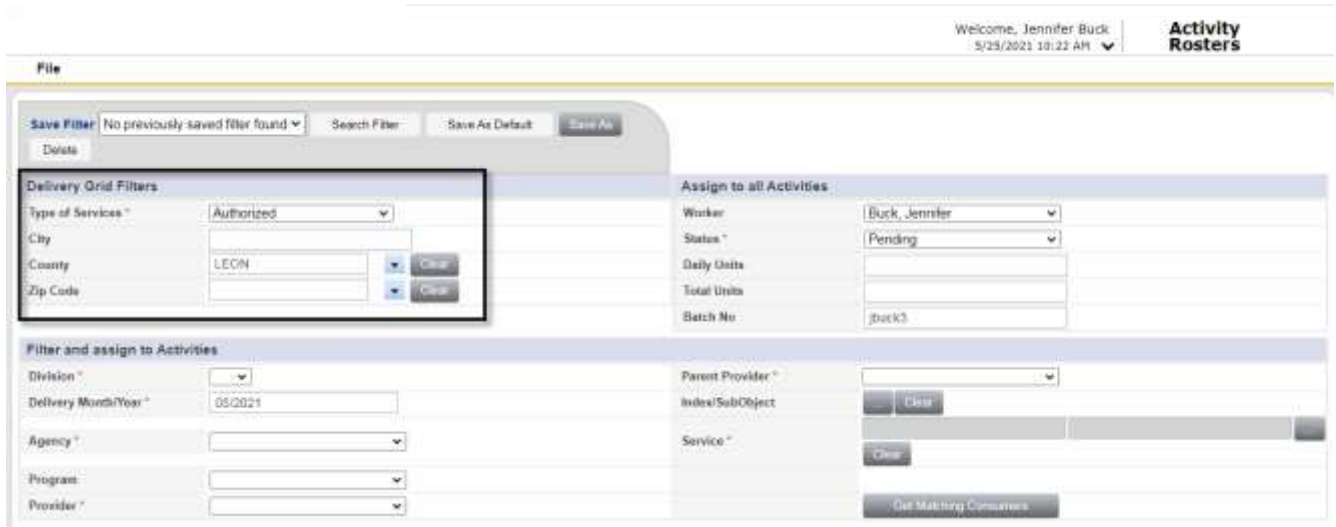 Welcome, Jennifer Buck
5/25/2021 10:22 AM
Activity
Rosters
File
Save Filter No previously saved filter found Search Filter Save As Default Save As
Delete
Delivery Grid Filters
Type of Services * Authorized
City
County LEON Clear
Zip Code Clear
Assign to all Activities
Worker Buck, Jennifer
Status * Pending
Daily Units
Total Units
Batch No jbuck3
Filter and assign to Activities
Division *
Delivery Month/Year * 05/2021
Agency *
Program
Provider *
Parent Provider *
Index/SubObject ... Clear
Service * ...
Clear
Get Matching Consumers